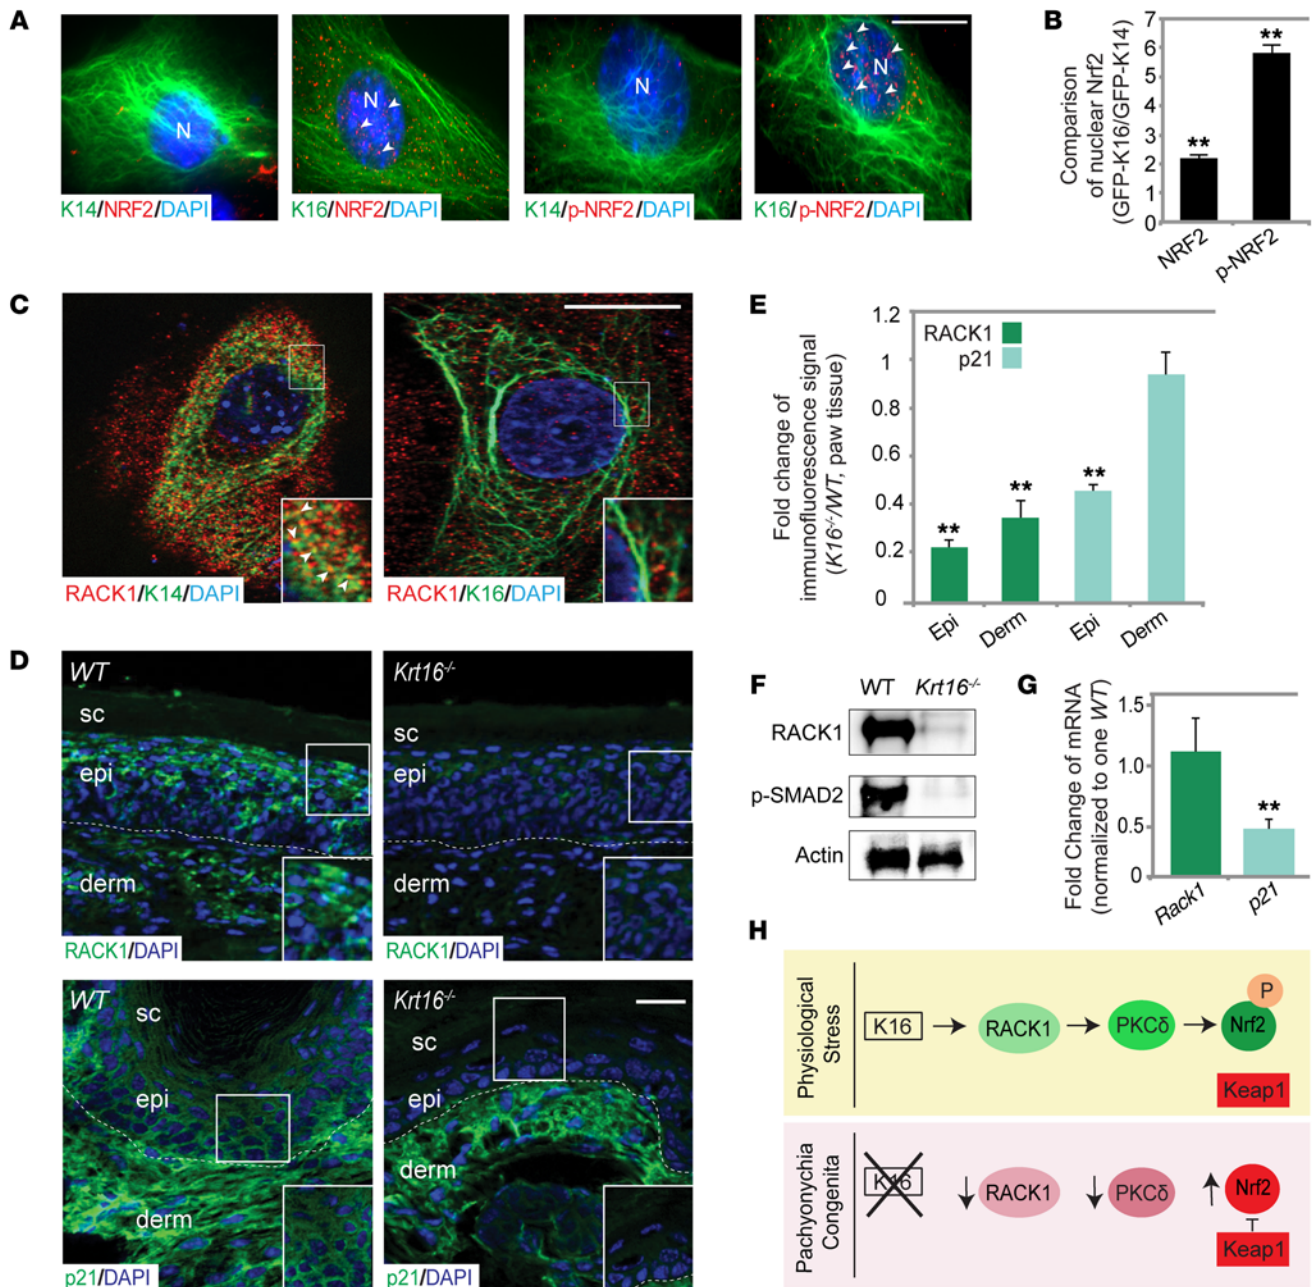 A
N
K14/NRF2/DAPI
N
K16/NRF2/DAPI
N
K14/p-NRF2/DAPI
N
K16/p-NRF2/DAPI
B
Comparison
of nuclear Nrf2
(GFP-K16/GFP-K14)
7
6
5
4
3
2
1
0
**
**
NRF2
p-NRF2
C
RACK1/K14/DAPI
RACK1/K16/DAPI
E
Fold change of
immunofluorescence signal
(K16-/-/WT, paw tissue)
1.2
1
0.8
0.6
0.4
0.2
0
RACK1
p21
**
**
**
Epi
Derm
Epi
Derm
D
WT
sc
epi
derm
RACK1/DAPI
Krt16-/-
sc
epi
derm
RACK1/DAPI
WT
sc
epi
derm
p21/DAPI
Krt16-/-
sc
epi
derm
p21/DAPI
F
WT Krt16-/-
RACK1
p-SMAD2
Actin
G
Fold Change of mRNA
(normalized to one WT)
1.5
1.0
0.5
0
**
Rack1
p21
H
Physiological
Stress
K16
RACK1
PKCδ
P
Nrf2
Keap1
Pachyonychia
Congenita
K16
RACK1
PKCδ
Nrf2
Keap1